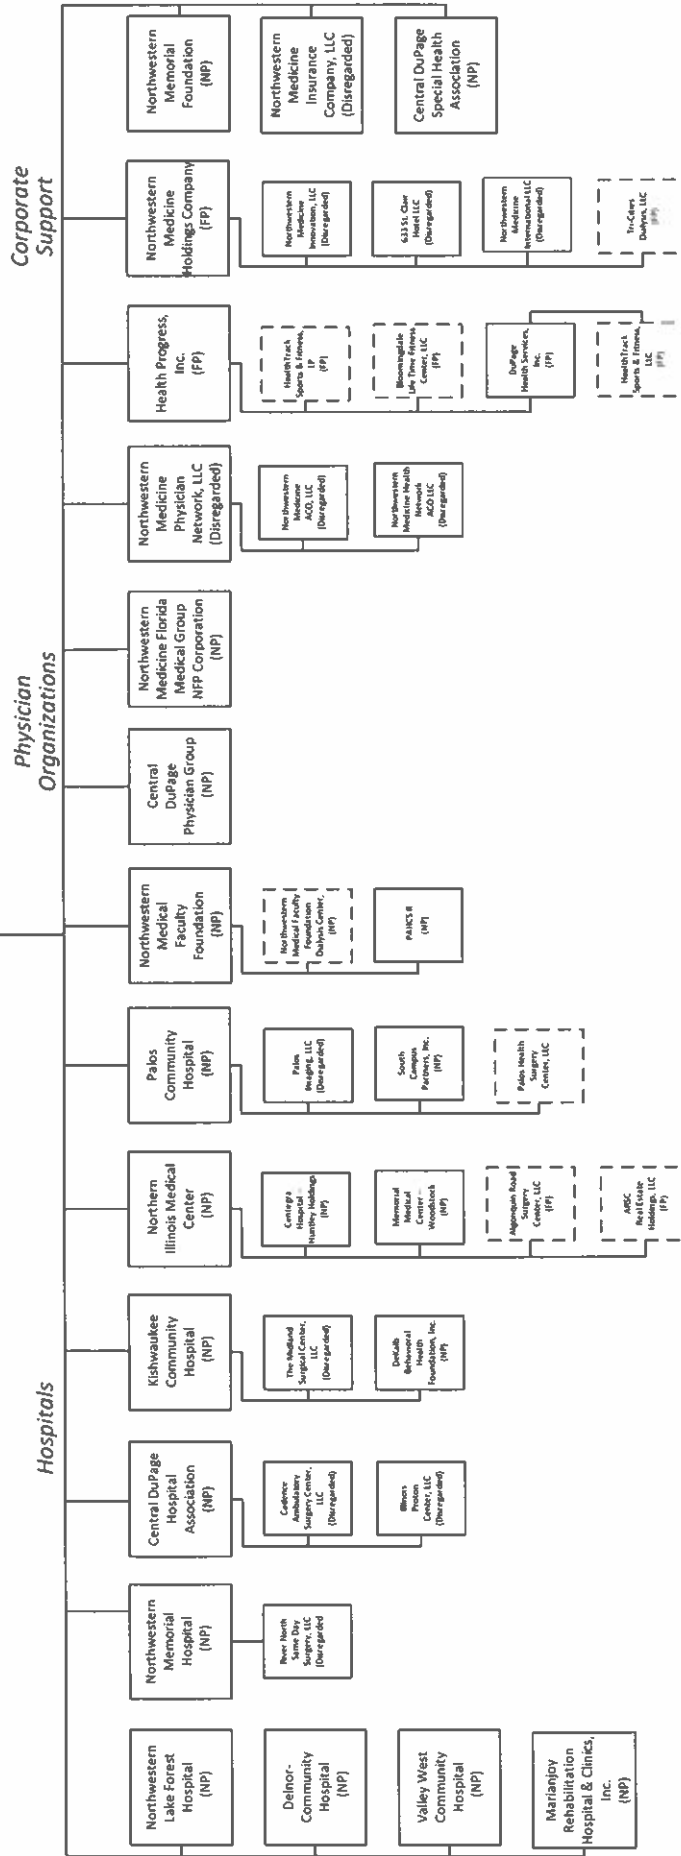 Hospitals
Physician
Organizations
Corporate
Support
Northwestern
Lake Forest
Hospital
(NP)
Delnor-
Community
Hospital
(NP)
Valley West
Community
Hospital
(NP)
Marianjoy
Rehabilitation
Hospital & Clinics,
Inc.
(NP)
Northwestern
Memorial
Hospital
(NP)
River North
Same Day
Surgery, LLC
(Disregarded
Central DuPage
Hospital
Association
(NP)
Cadence
Ambulatory
Surgery Center,
LLC
(Disregarded)
Illinois
Proton
Center, LLC
(Disregarded)
Kishwaukee
Community
Hospital
(NP)
The Midland
Surgical Center,
LLC
(Disregarded)
DeKalb
Behavioral
Health
Foundation, Inc.
(NP)
Northern
Illinois Medical
Center
(NP)
Centegra
Hospital -
Huntley Holdings
(NP)
Memorial
Medical
Center -
Woodstock
(NP)
Algonquin Road
Surgery
Center, LLC
(FP)
ARSC
Real Estate
Holdings, LLC
(FP)
Palos
Community
Hospital
(NP)
Palos
Imaging, LLC
(Disregarded)
South
Campus
Partners, Inc.
(NP)
Palos Health
Surgery
Center, LLC
Northwestern
Medical
Faculty
Foundation
(NP)
Northwestern
Medical Faculty
Foundation
Dialysis Center,
(NP)
PAHCS II
(NP)
Central
DuPage
Physician Group
(NP)
Northwestern
Medicine Florida
Medical Group
NFP Corporation
(NP)
Northwestern
Medicine
Physician
Network, LLC
(Disregarded)
Northwestern
Medicine
ACO, LLC
(Disregarded)
Northwestern
Medicine Health
Network
ACO LLC
(Disregarded)
Health Progress,
Inc.
(FP)
HealthTrack
Sports & Fitness,
LP
(FP)
Bloomingdale
Life Time Fitness
Center, LLC
(FP)
DuPage
Health Services,
Inc.
(FP)
HealthTrack
Sports & Fitness,
LLC
(FP)
Northwestern
Medicine
Holdings Company
(FP)
Northwestern
Medicine
Innovation, LLC
(Disregarded)
633 St. Clair
Hotel LLC
(Disregarded)
Northwestern
Medicine
International LLC
(Disregarded)
Tri-Cities
Dialysis, LLC
(FP)
Northwestern
Memorial
Foundation
(NP)
Northwestern
Medicine
Insurance
Company, LLC
(Disregarded)
Central DuPage
Special Health
Association
(NP)